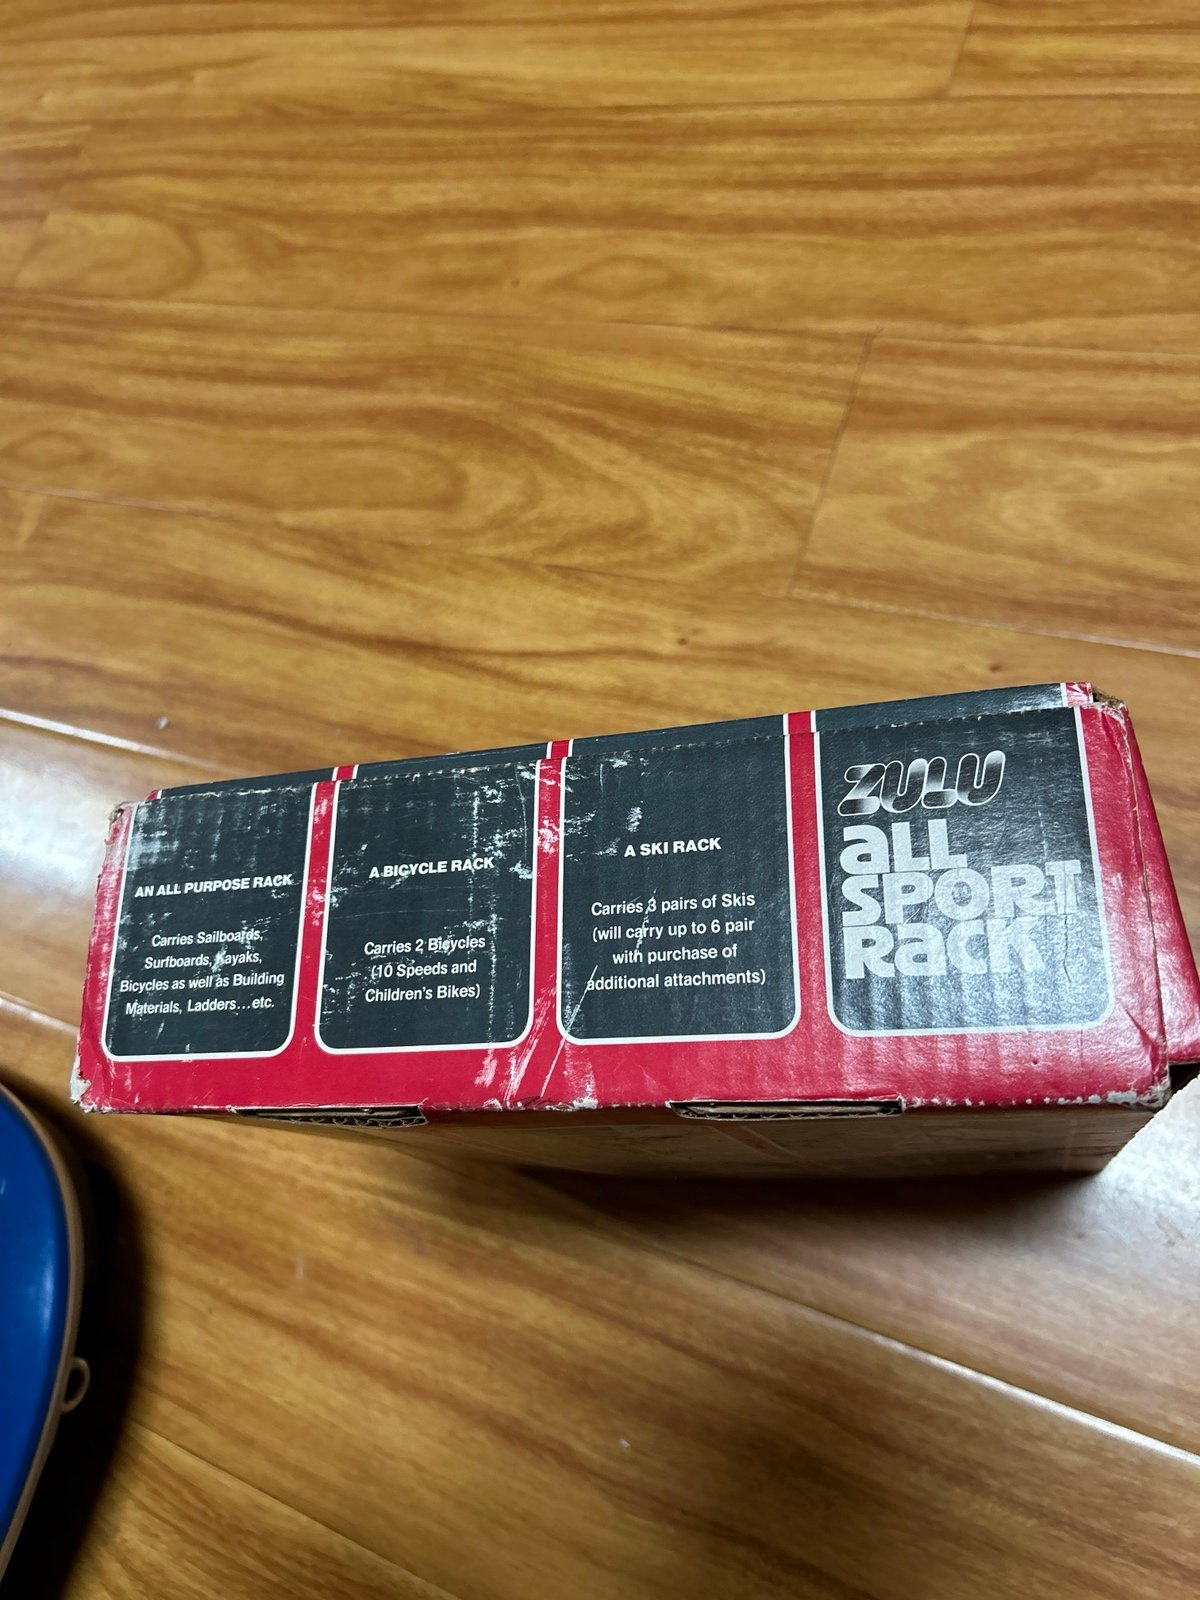 AN ALL PURPOSE RACK
Carries Sailboards,
Surfboards, Kayaks,
Bicycles as well as Building
Materials, Ladders...etc.
A BICYCLE RACK
Carries 2 Bicycles
(10 Speeds and
Children's Bikes)
A SKI RACK
Carries 3 pairs of Skis
(will carry up to 6 pair
with purchase of
additional attachments)
ZULU
all
SPORT
Rack